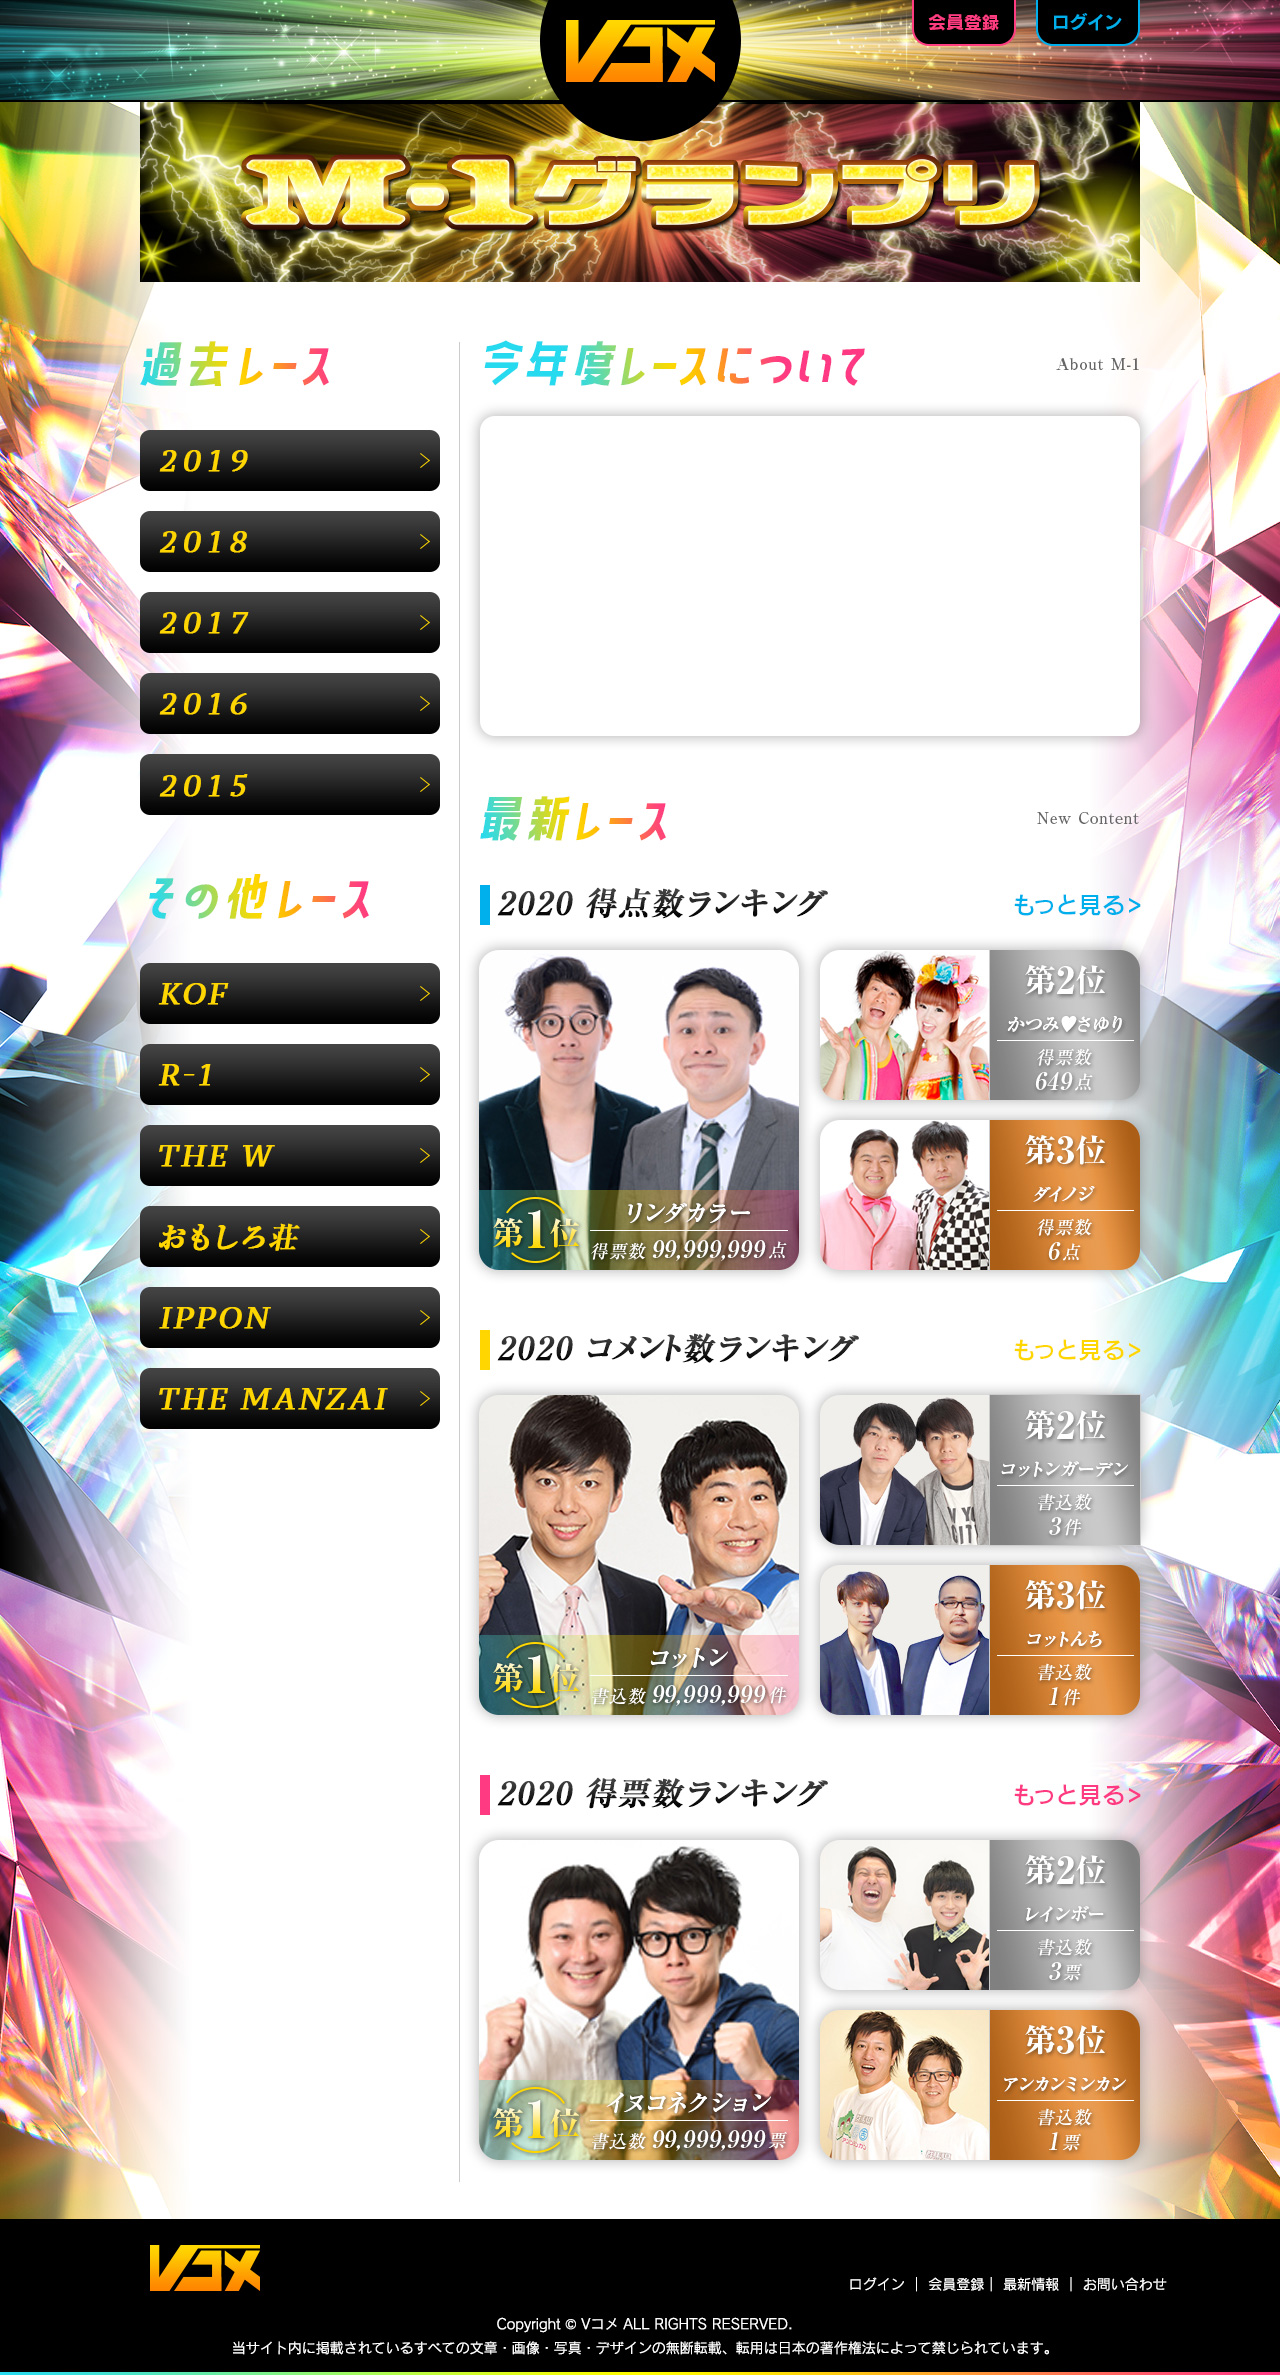 Vコメ
会員登録
ログイン
M-1グランプリ
過去レース
2019
2018
2017
2016
2015
その他レース
KOF
R-1
THE W
おもしろ荘
IPPON
THE MANZAI
今年度レースについて
About M-1
最新レース
New Content
2020 得点数ランキング
もっと見る>
第1位
リンダカラー
得票数 99,999,999 点
第2位
かつみ♥さゆり
得票数
649 点
第3位
ダイノジ
得票数
6 点
2020 コメント数ランキング
もっと見る>
第1位
コットン
書込数 99,999,999 件
第2位
コットンガーデン
書込数
3 件
第3位
コットんち
書込数
1 件
2020 得票数ランキング
もっと見る>
第1位
イヌコネクション
書込数 99,999,999 票
第2位
レインボー
書込数
3 票
第3位
アンカンミンカン
書込数
1 票
Vコメ
ログイン | 会員登録 | 最新情報 | お問い合わせ
Copyright © Vコメ ALL RIGHTS RESERVED.
当サイト内に掲載されているすべての文章・画像・写真・デザインの無断転載、転用は日本の著作権法によって禁じられています。